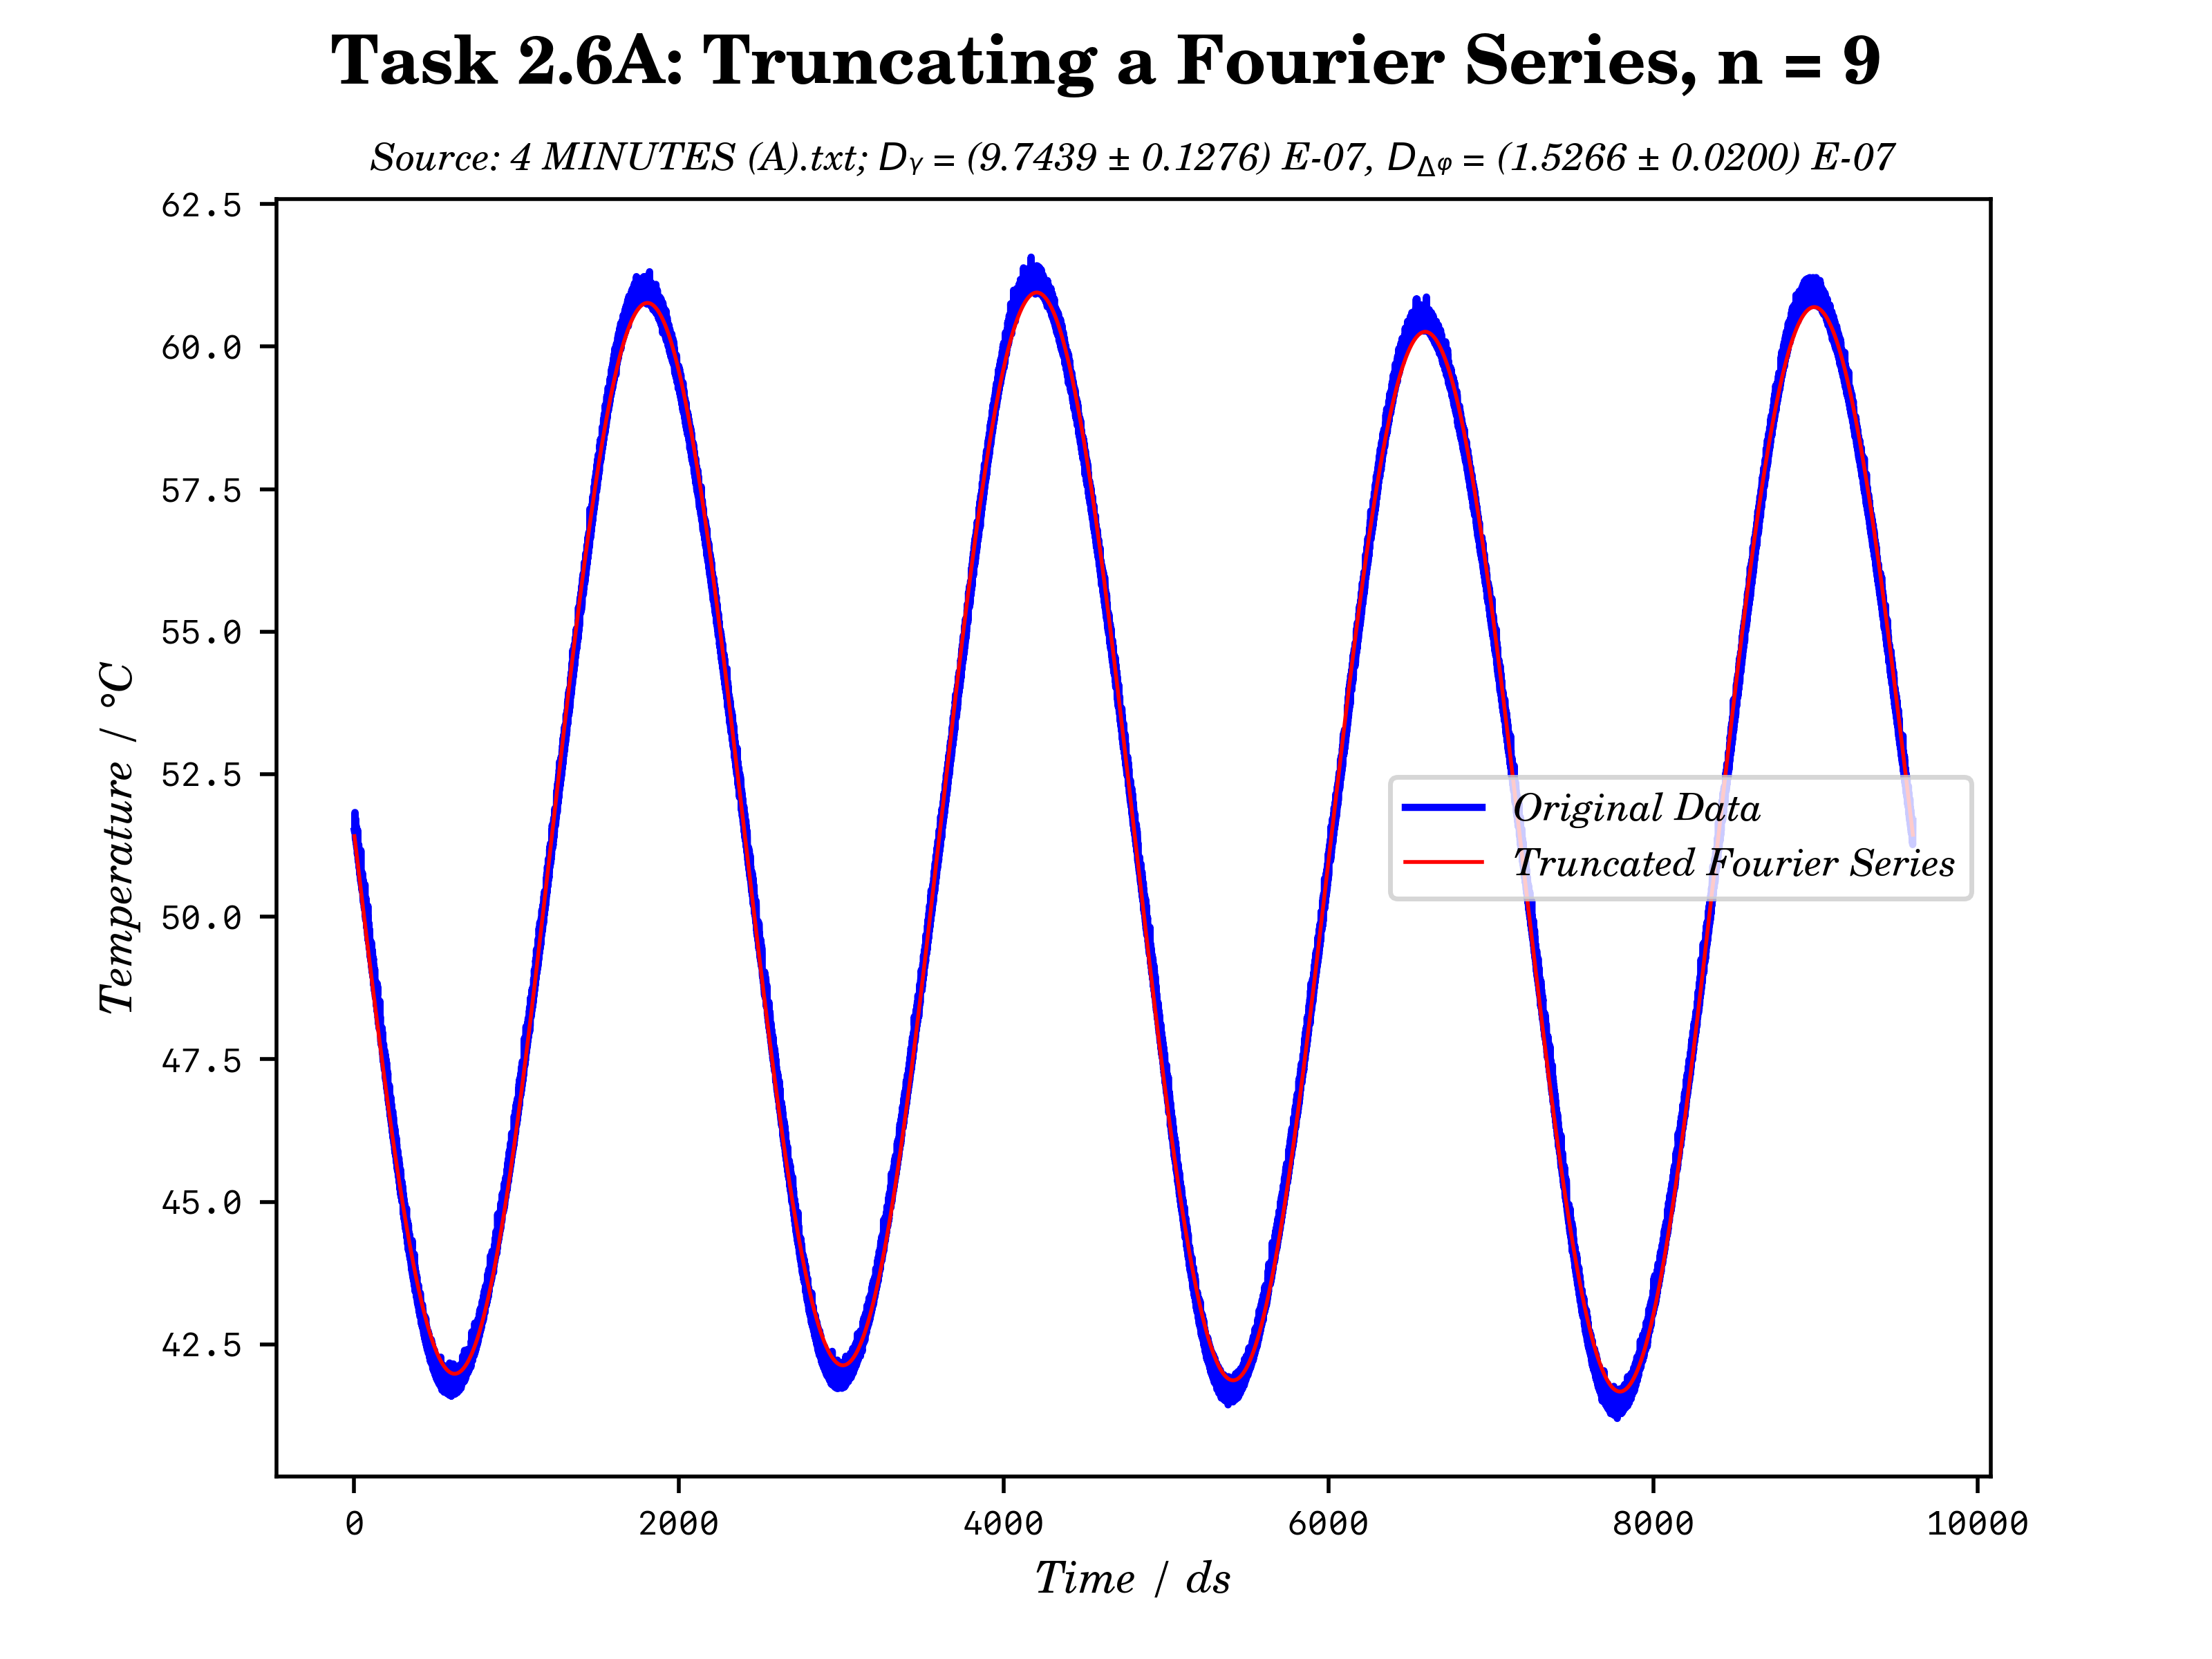 Task 2.6A: Truncating a Fourier Series, n = 9
Source: 4 MINUTES (A).txt; Dγ = (9.7439 ± 0.1276) E-07, DΔφ = (1.5266 ± 0.0200) E-07
62.5
60.0
57.5
55.0
52.5
50.0
47.5
45.0
42.5
Temperature / °C
Original Data
Truncated Fourier Series
0 2000 4000 6000 8000 10000
Time / ds